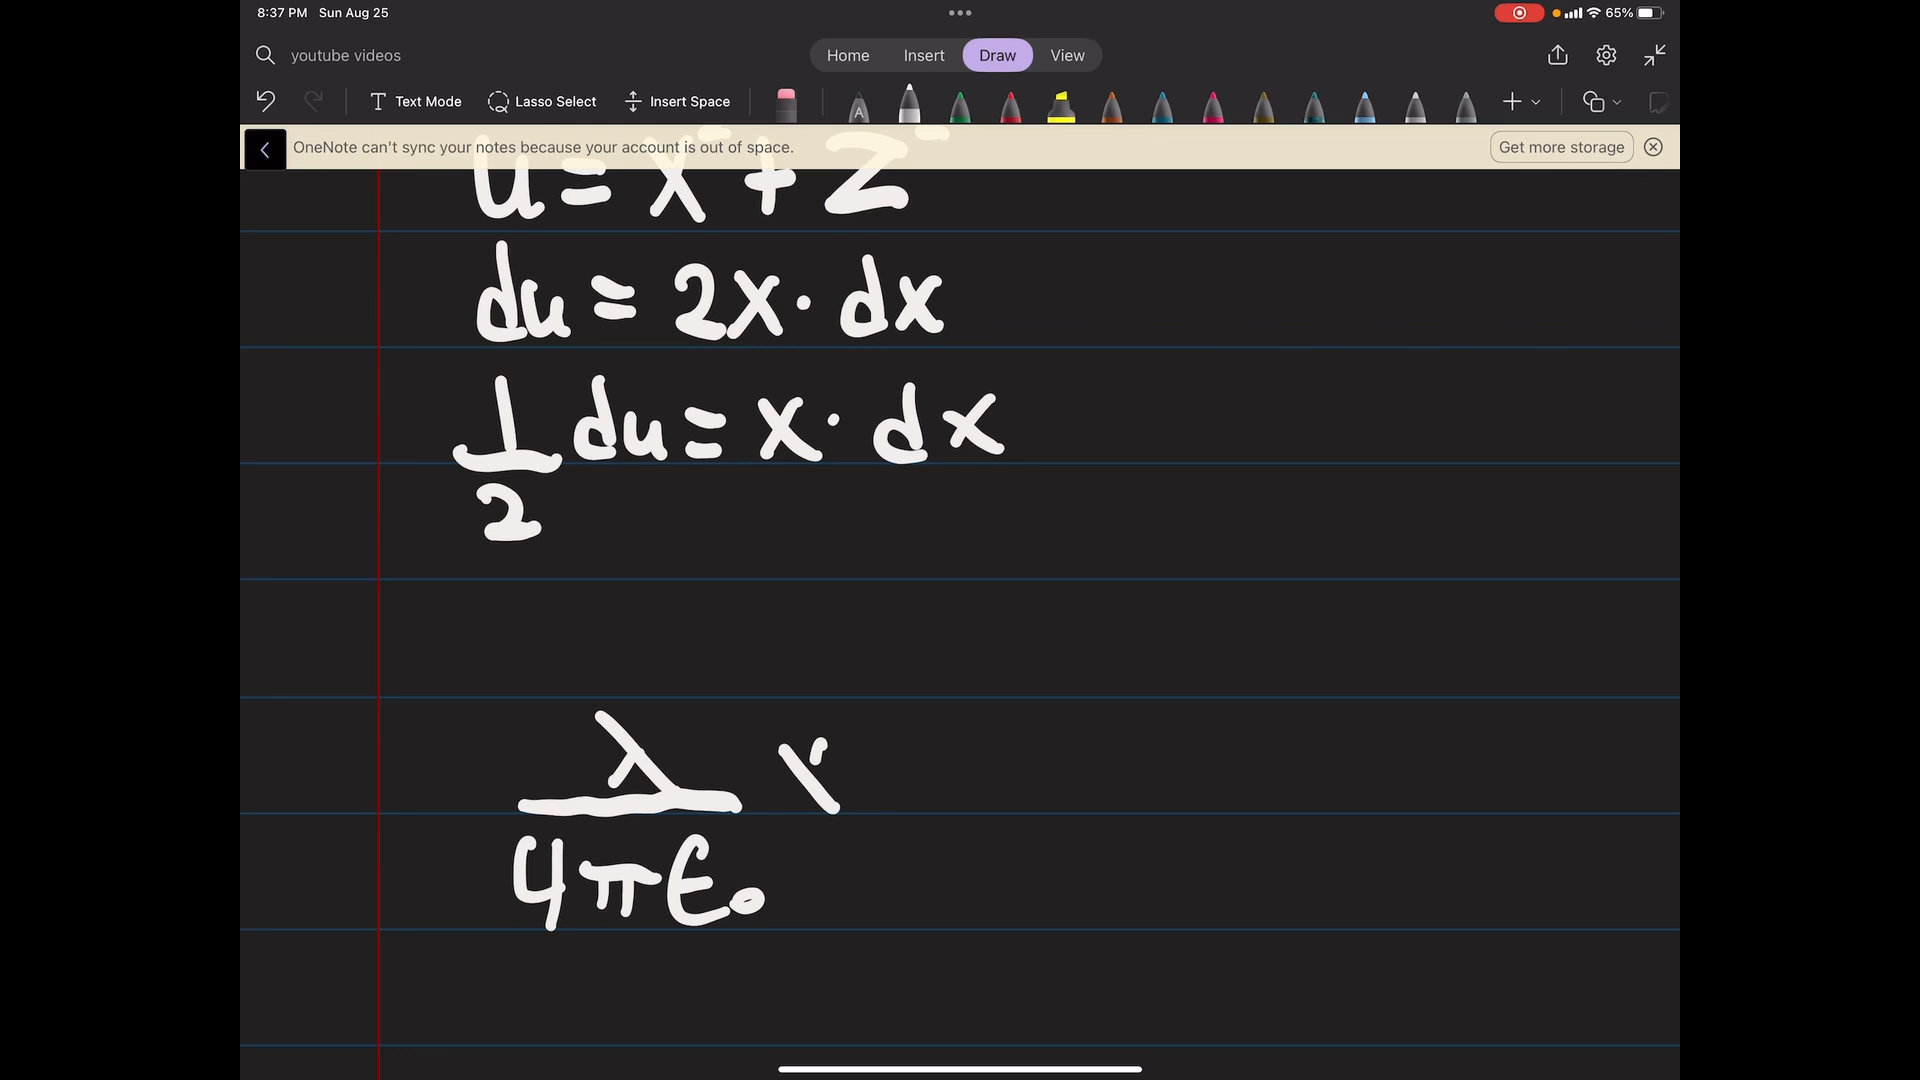 8:37 PM Sun Aug 25
65%
youtube videos
Home Insert Draw View
Text Mode Lasso Select Insert Space
A
OneNote can't sync your notes because your account is out of space.
Get more storage
u = x² + z²
du = 2x · dx
1/2 du = x · dx
λ
4πε₀